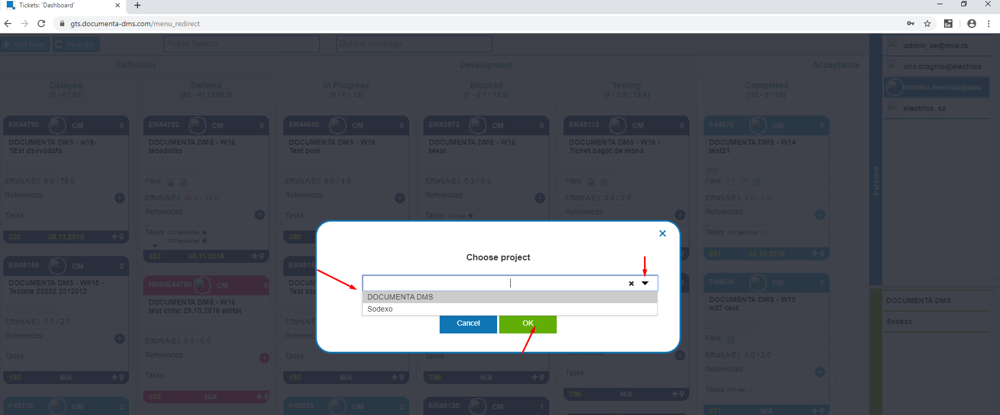 Tickets: `Dashboard`
gts.documenta-dms.com/menu_redirect
Se
Add New
View list
Ticket Search..
Default message...
Definition
Development
Acceptance
Delayed
(3 - 0 / 81)
Defined
(83 - 41 / 288.2)
In Progress
(6 - 0 / 19)
Blocked
(7 - 0.7 / 19.3)
Testing
(9 - 0.9 / 19.6)
Completed
(10 - 9 / 19)
ER44790 CM 0
DOCUMENTA DMS - w16-
TEst dsvvadafs
Blocked reason...
Effort(A/E): 0.0 / 78.0
References:
Tasks:
323 30.11.2018
ER45155 CM 2
DOCUMENTA DMS - W#15 -
Testare 23232 2312312
Blocked reason...
Effort(A/E): 0.0 / 2.0
References:
Tasks:
192 N/A
F45110 CM 2
ER44792 CM 0
DOCUMENTA DMS - W16
tesadsfas
Blocked reason...
Files:
Effort(A/E): 36.0 / 34.0
References:
Tasks: CM:tesadsfas
CM:tesadsfas
323 30.11.2018
NBNIE44750 CM 0
DOCUMENTA DMS - W16
test critic 29.10.2018 editat
Blocked reason...
Effort(A/E): 0.0 / 6.0
References:
Tasks:
353 N/A
ER44690 CM 0
DOCUMENTA DMS - W16
Test boiii
Blocked reason...
Effort(A/E): 0.0 / 4.0
References:
Tasks:
380
ER4515
DOCUM
Test zzz
Blocked
Effort(A/
Referenc
Tasks:
192 N/A
F45035 CM 2
ER43973 CM 0
DOCUMENTA DMS - W16
t4est
Blocked reason...
Effort(A/E): 0.2 / 0.3
References:
Tasks: CM:test
Tasks:
706 N/A
ER45130 CM 1
ER45113 CM 0
DOCUMENTA DMS - W16 -
Tichet bagat de mana
Blocked reason...
Files:
Effort(A/E): 0.0 / 2.0
References:
References:
Tasks:
706 N/A
F44070 CM 0
DOCUMENTA DMS - W14
test21
test
Files:
Effort(A/E): 4.0 / 1.0
References:
Tasks: CM:test critic
691 10.10.2018
F44530 CM 1
DOCUMENTA DMS - W10
w27-test
Blocked reason...
Files:
Effort(A/E): 0.0 / 2.0
References:
Tasks: CM:test
471 N/A
Choose project
DOCUMENTA DMS
Sodexo
Cancel
OK
Persons
admin_ae@imw.ro
ana.draghia@electrica
cristina.meirosu@elec
electrica_sa
DOCUMENTA DMS
Sodexo